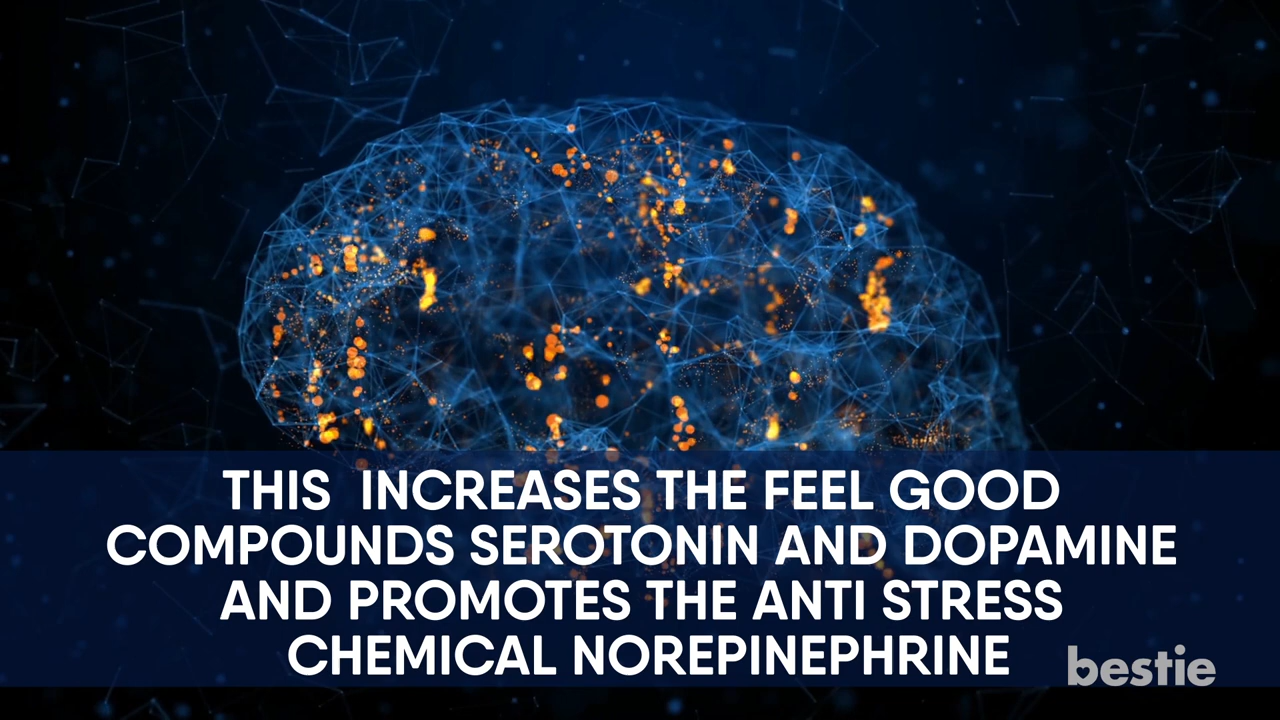 THIS  INCREASES THE FEEL GOOD
COMPOUNDS SEROTONIN AND DOPAMINE
AND PROMOTES THE ANTI STRESS
CHEMICAL NOREPINEPHRINE
bestie